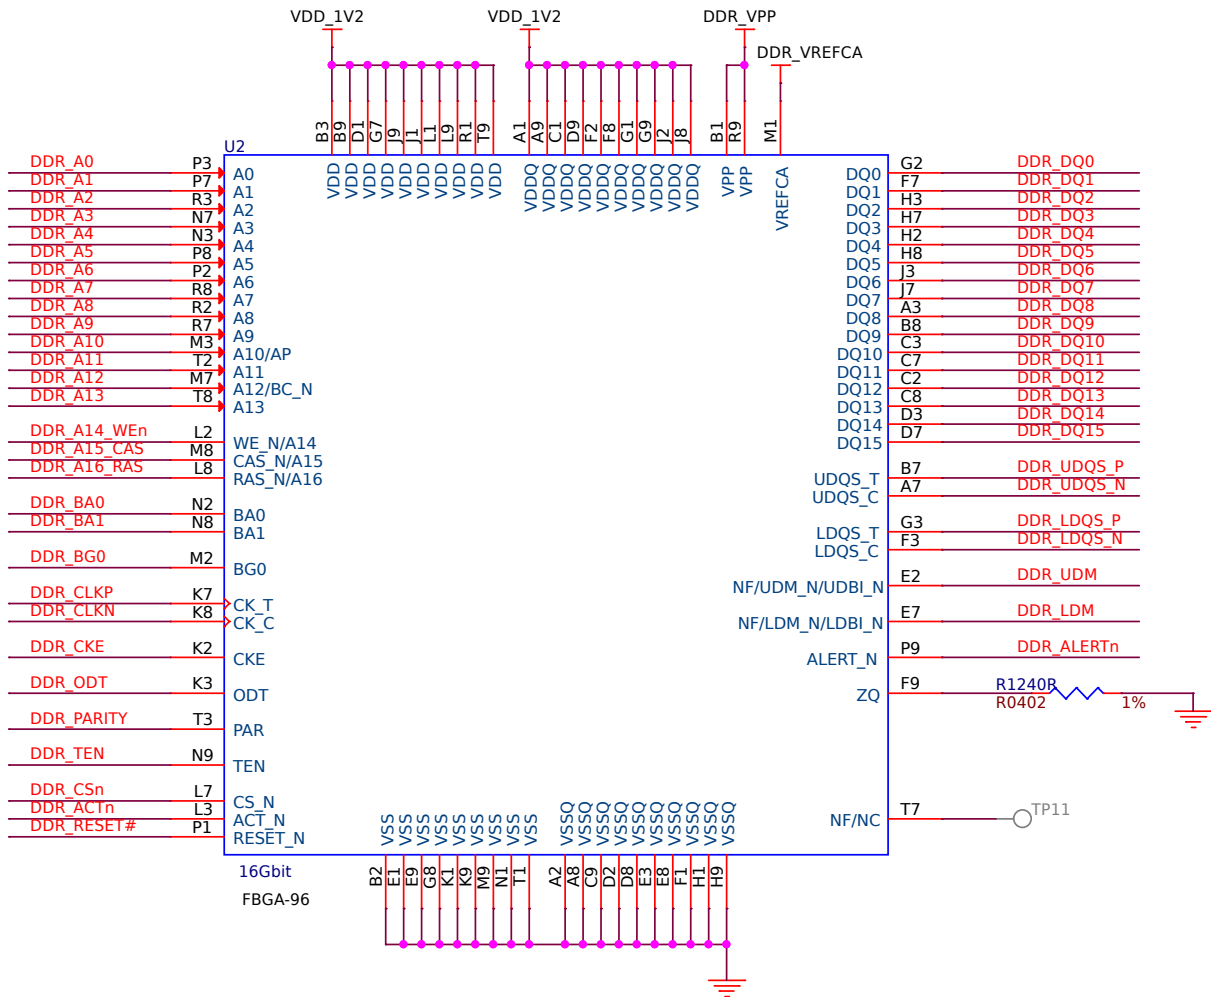 VDD_1V2
VDD_1V2
DDR_VPP
DDR_VREFCA
B3 B9 D1 G7 J9 J1 L1 L9 R1 T9 A1 A9 C1 D9 F2 F8 G1 G9 J2 J8 B1 R9 M1
U2
VDD VDD VDD VDD VDD VDD VDD VDD VDD VDD VDDQ VDDQ VDDQ VDDQ VDDQ VDDQ VDDQ VDDQ VDDQ VDDQ VPP VPP VREFCA
DDR_A0 P3 A0
DDR_A1 P7 A1
DDR_A2 R3 A2
DDR_A3 N7 A3
DDR_A4 N3 A4
DDR_A5 P8 A5
DDR_A6 P2 A6
DDR_A7 R8 A7
DDR_A8 R2 A8
DDR_A9 R7 A9
DDR_A10 M3 A10/AP
DDR_A11 T2 A11
DDR_A12 M7 A12/BC_N
DDR_A13 T8 A13
DDR_A14_WEn L2 WE_N/A14
DDR_A15_CAS M8 CAS_N/A15
DDR_A16_RAS L8 RAS_N/A16
DDR_BA0 N2 BA0
DDR_BA1 N8 BA1
DDR_BG0 M2 BG0
DDR_CLKP K7 CK_T
DDR_CLKN K8 CK_C
DDR_CKE K2 CKE
DDR_ODT K3 ODT
DDR_PARITY T3 PAR
DDR_TEN N9 TEN
DDR_CSn L7 CS_N
DDR_ACTn L3 ACT_N
DDR_RESET# P1 RESET_N
DQ0 G2 DDR_DQ0
DQ1 F7 DDR_DQ1
DQ2 H3 DDR_DQ2
DQ3 H7 DDR_DQ3
DQ4 H2 DDR_DQ4
DQ5 H8 DDR_DQ5
DQ6 J3 DDR_DQ6
DQ7 J7 DDR_DQ7
DQ8 A3 DDR_DQ8
DQ9 B8 DDR_DQ9
DQ10 C3 DDR_DQ10
DQ11 C7 DDR_DQ11
DQ12 C2 DDR_DQ12
DQ13 C8 DDR_DQ13
DQ14 D3 DDR_DQ14
DQ15 D7 DDR_DQ15
UDQS_T B7 DDR_UDQS_P
UDQS_C A7 DDR_UDQS_N
LDQS_T G3 DDR_LDQS_P
LDQS_C F3 DDR_LDQS_N
NF/UDM_N/UDBI_N E2 DDR_UDM
NF/LDM_N/LDBI_N E7 DDR_LDM
ALERT_N P9 DDR_ALERTn
ZQ F9 R1240R
R0402 1%
NF/NC T7 TP11
VSS VSS VSS VSS VSS VSS VSS VSS VSS VSSQ VSSQ VSSQ VSSQ VSSQ VSSQ VSSQ VSSQ VSSQ VSSQ
B2 E1 E9 G8 K1 K9 M9 N1 T1 A2 A8 C9 D2 D8 E3 E8 F1 H1 H9
16Gbit
FBGA-96